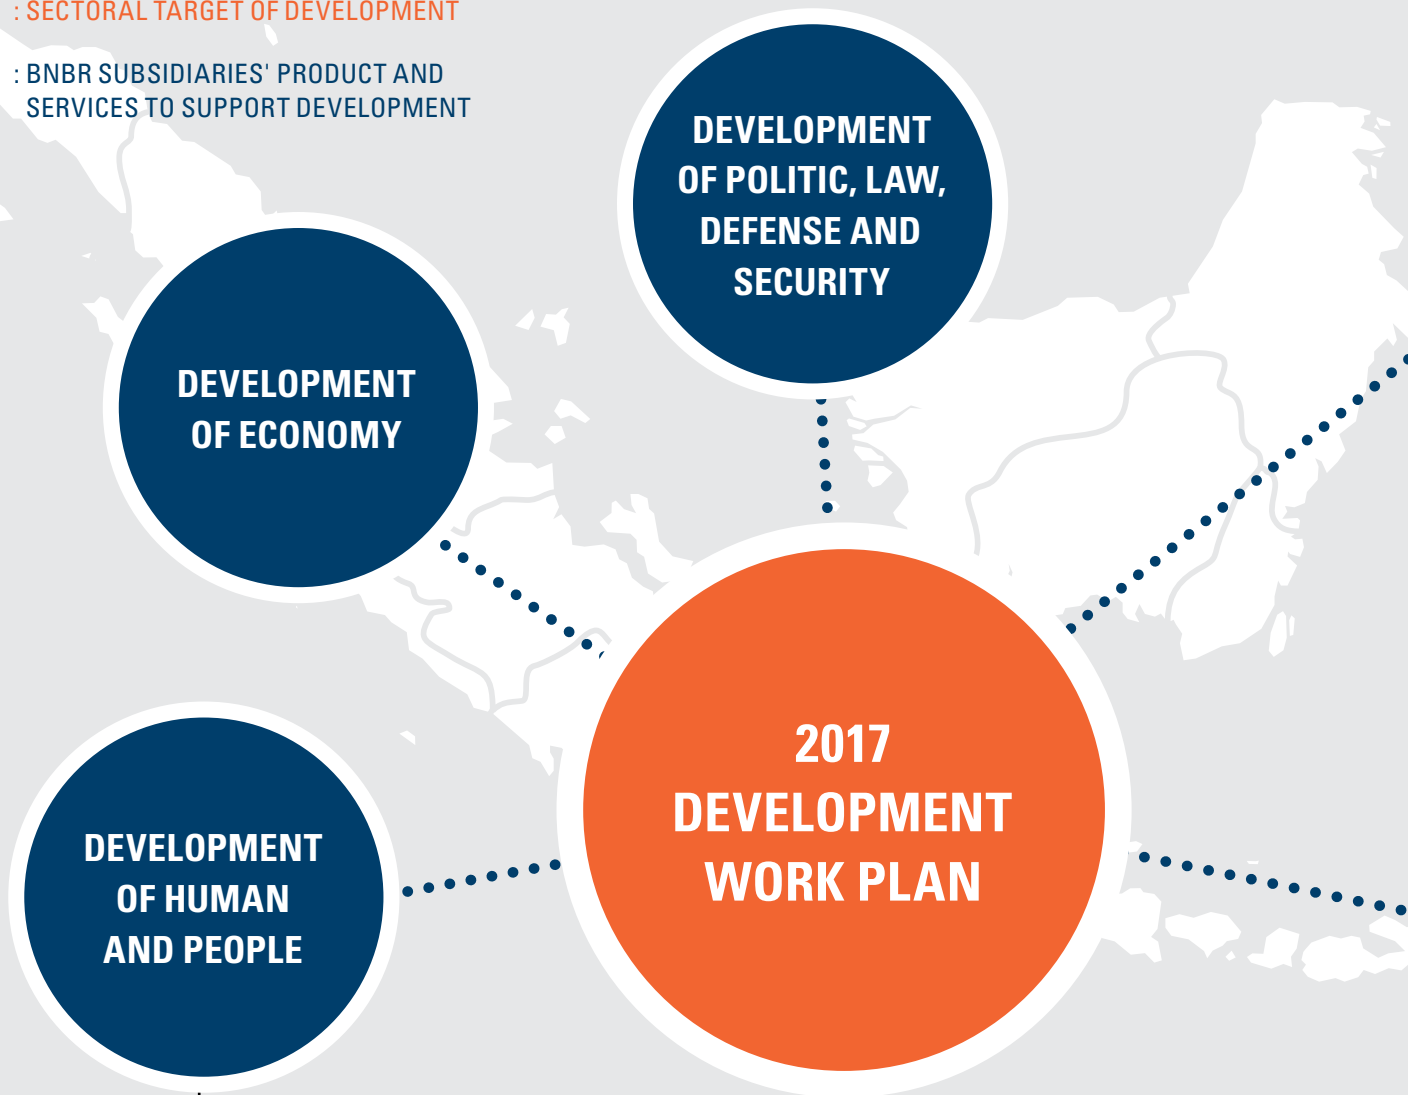 : SECTORAL TARGET OF DEVELOPMENT
: BNBR SUBSIDIARIES' PRODUCT AND
SERVICES TO SUPPORT DEVELOPMENT
DEVELOPMENT
OF POLITIC, LAW,
DEFENSE AND
SECURITY
DEVELOPMENT
OF ECONOMY
2017
DEVELOPMENT
WORK PLAN
DEVELOPMENT
OF HUMAN
AND PEOPLE